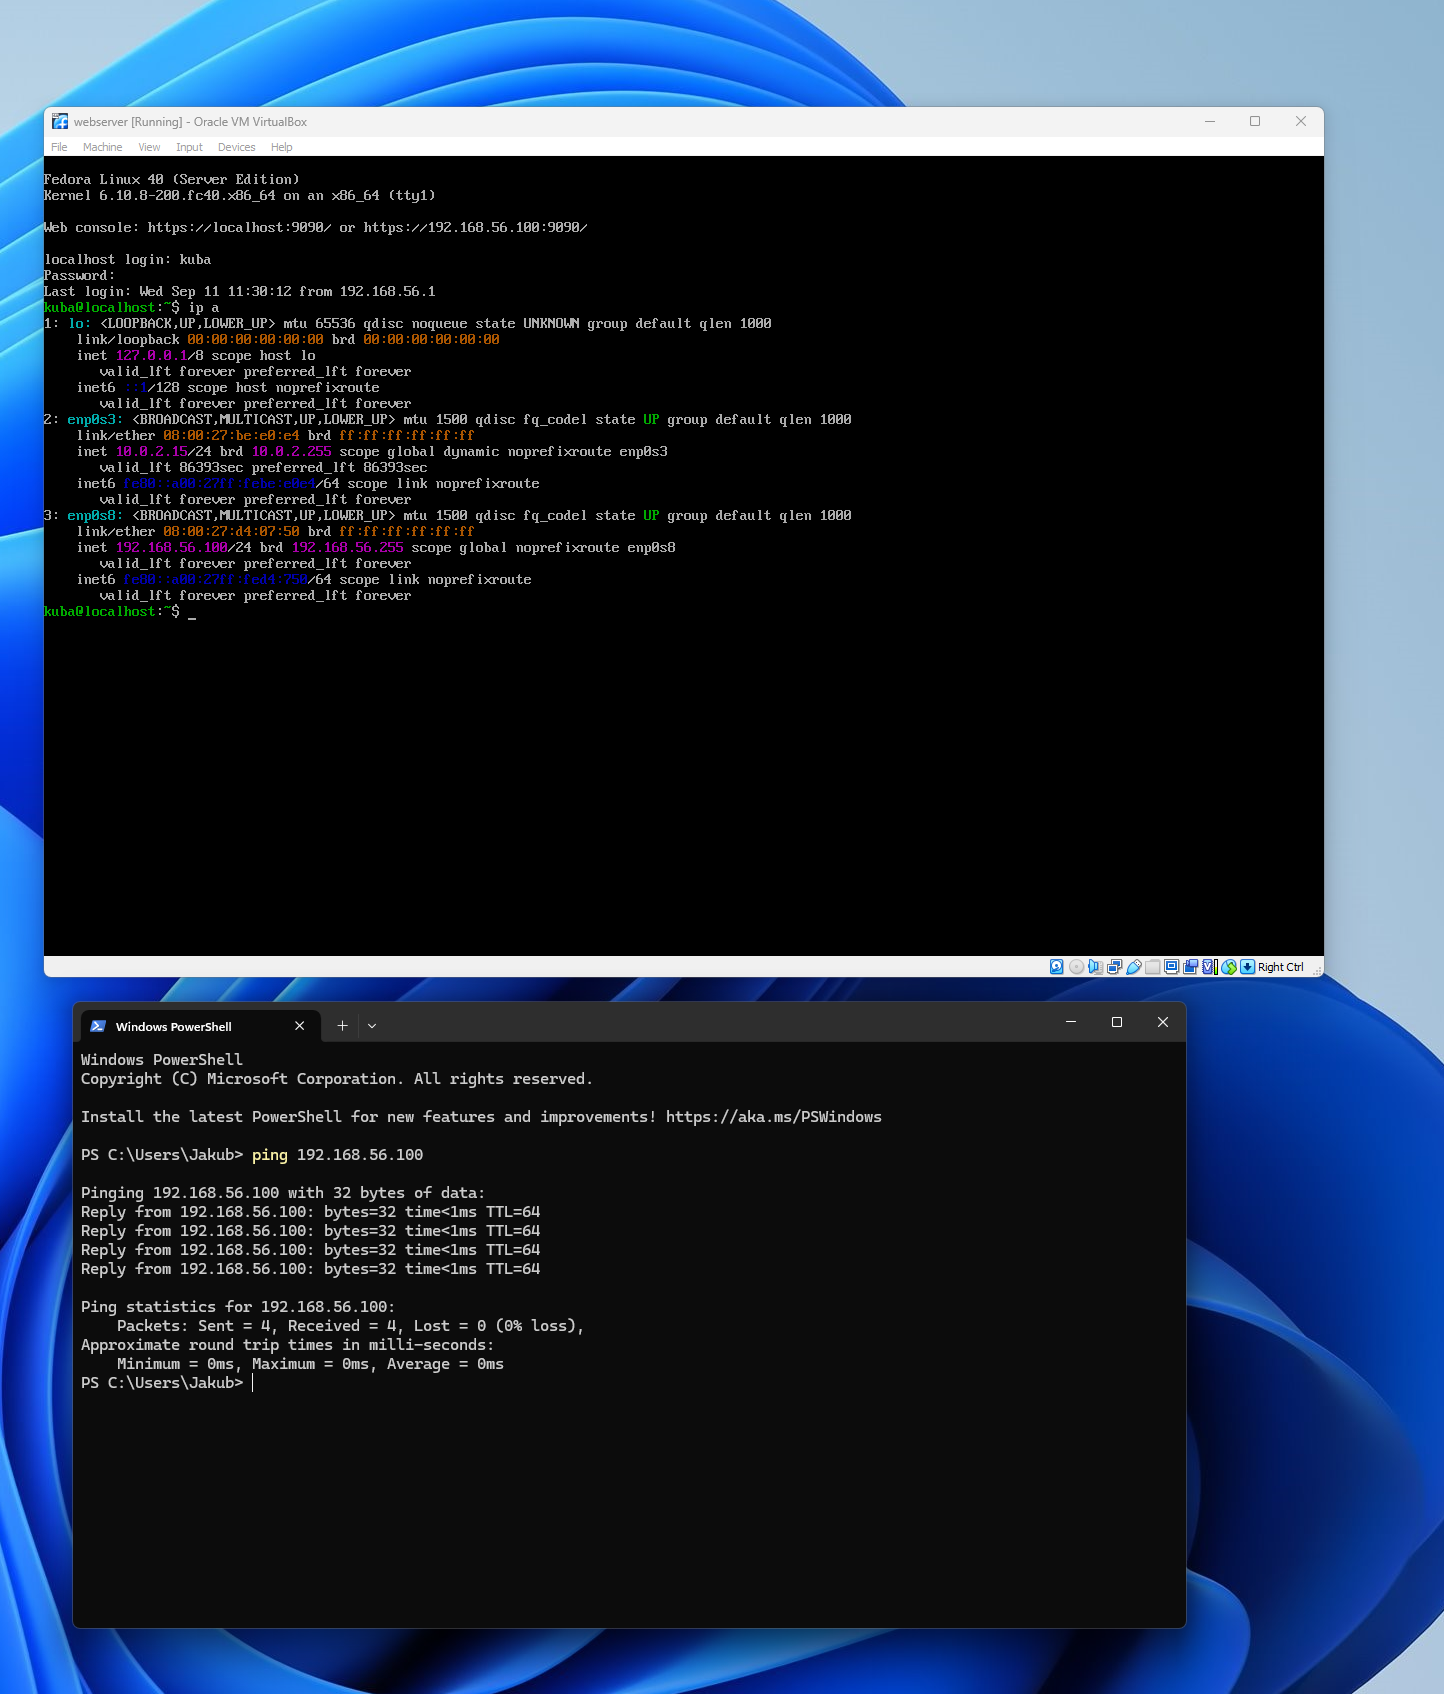 webserver [Running] - Oracle VM VirtualBox
File Machine View Input Devices Help
Fedora Linux 40 (Server Edition)
Kernel 6.10.8-200.fc40.x86_64 on an x86_64 (tty1)
Web console: https://localhost:9090/ or https://192.168.56.100:9090/
localhost login: kuba
Password:
Last login: Wed Sep 11 11:30:12 from 192.168.56.1
kuba@localhost:~$ ip a
1: lo: <LOOPBACK,UP,LOWER_UP> mtu 65536 qdisc noqueue state UNKNOWN group default qlen 1000
    link/loopback 00:00:00:00:00:00 brd 00:00:00:00:00:00
    inet 127.0.0.1/8 scope host lo
       valid_lft forever preferred_lft forever
    inet6 ::1/128 scope host noprefixroute
       valid_lft forever preferred_lft forever
2: enp0s3: <BROADCAST,MULTICAST,UP,LOWER_UP> mtu 1500 qdisc fq_codel state UP group default qlen 1000
    link/ether 08:00:27:be:e0:e4 brd ff:ff:ff:ff:ff:ff
    inet 10.0.2.15/24 brd 10.0.2.255 scope global dynamic noprefixroute enp0s3
       valid_lft 86393sec preferred_lft 86393sec
    inet6 fe80::a00:27ff:febe:e0e4/64 scope link noprefixroute
       valid_lft forever preferred_lft forever
3: enp0s8: <BROADCAST,MULTICAST,UP,LOWER_UP> mtu 1500 qdisc fq_codel state UP group default qlen 1000
    link/ether 08:00:27:d4:07:50 brd ff:ff:ff:ff:ff:ff
    inet 192.168.56.100/24 brd 192.168.56.255 scope global noprefixroute enp0s8
       valid_lft forever preferred_lft forever
    inet6 fe80::a00:27ff:fed4:750/64 scope link noprefixroute
       valid_lft forever preferred_lft forever
kuba@localhost:~$ _
Right Ctrl
Windows PowerShell
Windows PowerShell
Copyright (C) Microsoft Corporation. All rights reserved.
Install the latest PowerShell for new features and improvements! https://aka.ms/PSWindows
PS C:\Users\Jakub> ping 192.168.56.100
Pinging 192.168.56.100 with 32 bytes of data:
Reply from 192.168.56.100: bytes=32 time<1ms TTL=64
Reply from 192.168.56.100: bytes=32 time<1ms TTL=64
Reply from 192.168.56.100: bytes=32 time<1ms TTL=64
Reply from 192.168.56.100: bytes=32 time<1ms TTL=64
Ping statistics for 192.168.56.100:
    Packets: Sent = 4, Received = 4, Lost = 0 (0% loss),
Approximate round trip times in milli-seconds:
    Minimum = 0ms, Maximum = 0ms, Average = 0ms
PS C:\Users\Jakub>